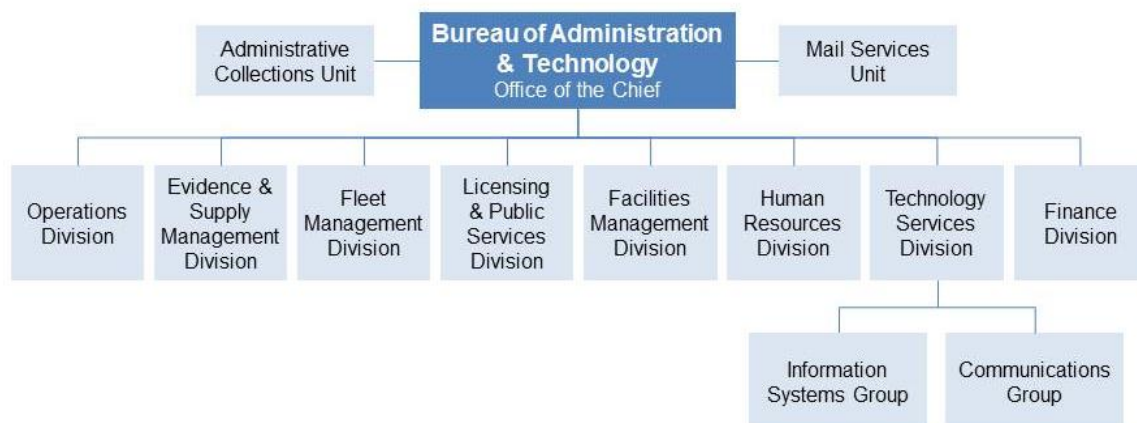 Administrative
Collections Unit
Bureau of Administration
& Technology
Office of the Chief
Mail Services
Unit
Operations
Division
Evidence &
Supply
Management
Division
Fleet
Management
Division
Licensing
& Public
Services
Division
Facilities
Management
Division
Human
Resources
Division
Technology
Services
Division
Finance
Division
Information
Systems Group
Communications
Group